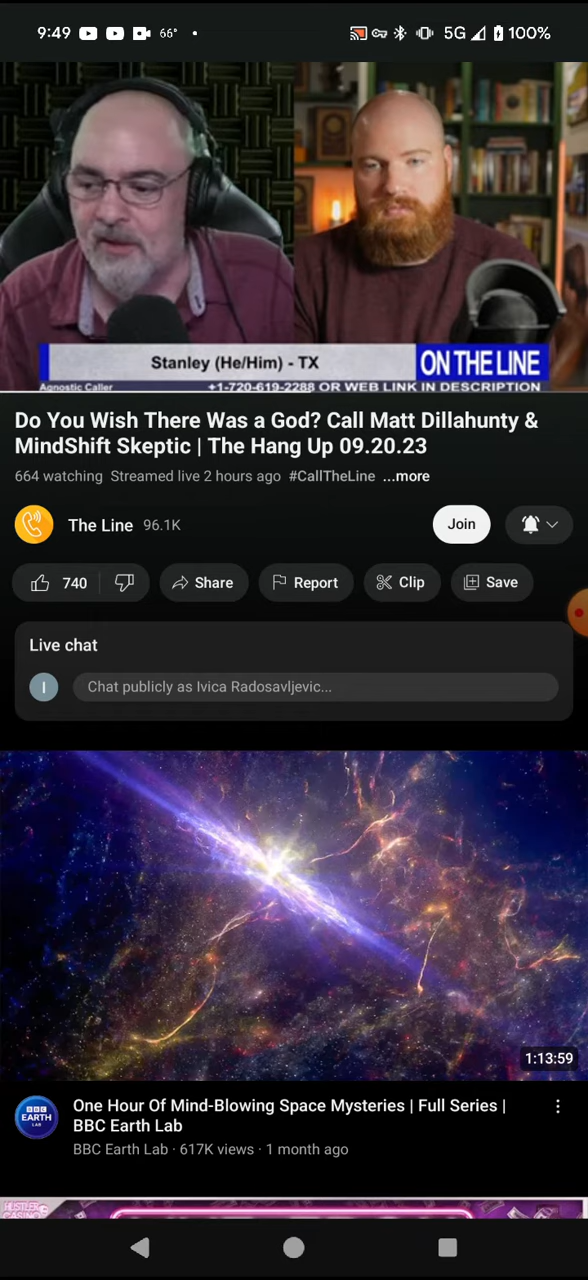 9:49
66°
5G
100%
Stanley (He/Him) - TX
ON THE LINE
Agnostic Caller
+1-720-619-2288 OR WEB LINK IN DESCRIPTION
Do You Wish There Was a God? Call Matt Dillahunty &
MindShift Skeptic | The Hang Up 09.20.23
664 watching Streamed live 2 hours ago #CallTheLine ...more
The Line 96.1K
Join
740
Share
Report
Clip
Save
Live chat
I
Chat publicly as Ivica Radosavljevic...
1:13:59
BBC
EARTH
LAB
One Hour Of Mind-Blowing Space Mysteries | Full Series |
BBC Earth Lab
BBC Earth Lab · 617K views · 1 month ago
HUSTLER
CASINO